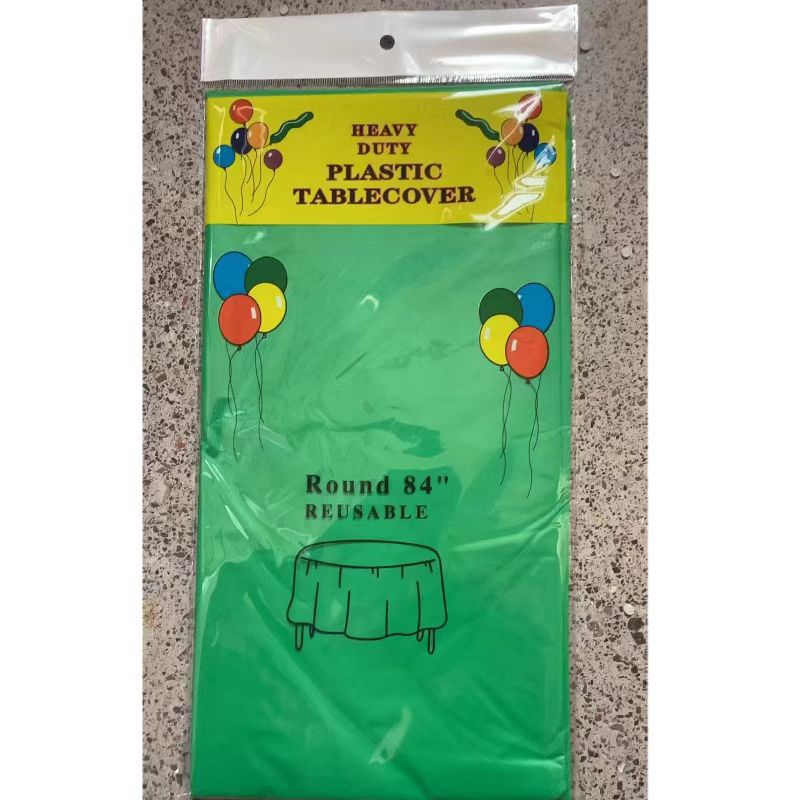 HEAVY
DUTY
PLASTIC
TABLECOVER
Round 84"
REUSABLE